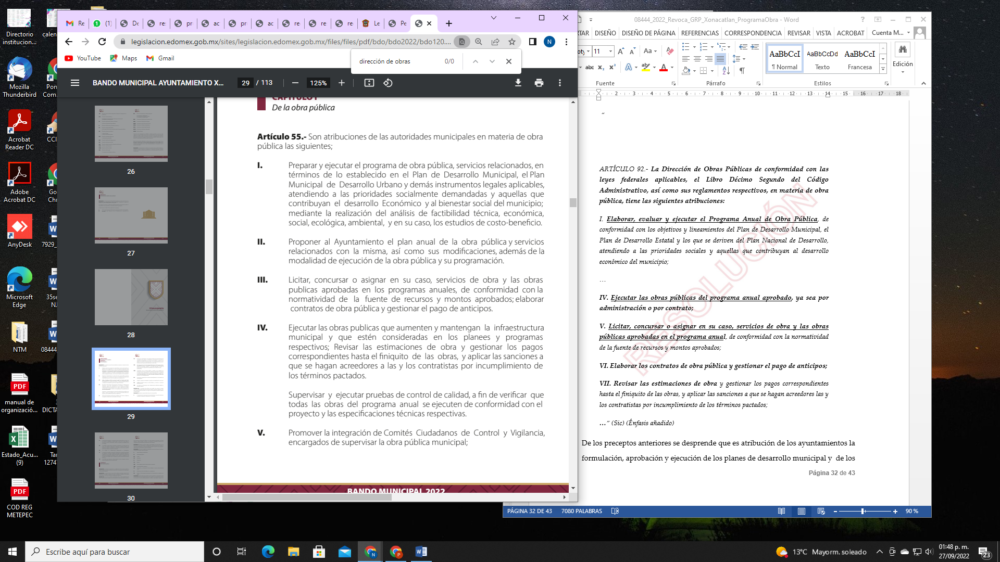 Directorio
institucion...
Mozilla
Thunderbird
Acrobat
Reader DC
Adobe
Acrobat DC
AnyDesk
Microsoft
Edge
NTM
manual de
organizació...
Estado_Acu...
(9)
COD REG
METEPEC
calen
Pon
Com.
CCI
Go
Chr
7929_
35se
NJ
08444
DICTA
Tar
1274
Re
(1)
De
re
pr
ac
pr
ac
re
re
re
Le
Pe
legislacion.edomex.gob.mx/sites/legislacion.edomex.gob.mx/files/files/pdf/bdo/bdo2022/bdo120....
N
YouTube
Maps
Gmail
dirección de obras 0/0
BANDO MUNICIPAL AYUNTAMIENTO X...
29 / 113
125%
26
27
28
29
30
CAPÍTULO I
De la obra pública
Artículo 55.- Son atribuciones de las autoridades municipales en materia de obra
pública las siguientes;
I. Preparar y ejecutar el programa de obra pública, servicios relacionados, en
términos de lo establecido en el Plan de Desarrollo Municipal, el Plan
Municipal de Desarrollo Urbano y demás instrumentos legales aplicables,
atendiendo a las prioridades socialmente demandadas y aquellas que
contribuyan el desarrollo Económico y al bienestar social del municipio;
mediante la realización del análisis de factibilidad técnica, económica,
social, ecológica, ambiental, y en su caso, los estudios de costo-beneficio.
II. Proponer al Ayuntamiento el plan anual de la obra pública y servicios
relacionados con la misma, así como sus modificaciones, además de la
modalidad de ejecución de la obra pública y su programación.
III. Licitar, concursar o asignar en su caso, servicios de obra y las obras
publicas aprobadas en los programas anuales, de conformidad con la
normatividad de la fuente de recursos y montos aprobados; elaborar
contratos de obra pública y gestionar el pago de anticipos.
IV. Ejecutar las obras publicas que aumenten y mantengan la infraestructura
municipal y que estén consideradas en los planees y programas
respectivos; Revisar las estimaciones de obra y gestionar los pagos
correspondientes hasta el finiquito de las obras, y aplicar las sanciones a
que se hagan acreedores a las y los contratistas por incumplimiento de
los términos pactados.
Supervisar y ejecutar pruebas de control de calidad, a fin de verificar que
todas las obras del programa anual se ejecuten de conformidad con el
proyecto y las especificaciones técnicas respectivas.
V. Promover la integración de Comités Ciudadanos de Control y Vigilancia,
encargados de supervisar la obra pública municipal;
BANDO MUNICIPAL 2022
08444_2022_Revoca_GRP_Xonacatlan_ProgramaObra - Word
RTAR DISEÑO DISEÑO DE PÁGINA REFERENCIAS CORRESPONDENCIA REVISAR VISTA ACROBAT Cuenta M...
11
AaBbCcI AaBbCcDd AaBbCcI
¶ Normal Texto Francesa
Edición
Fuente Párrafo Estilos
2 3 4 5 6 7 8 9 10 11 12 13 14 15 16 17 18
“
ARTÍCULO 92.- La Dirección de Obras Públicas de conformidad con las
leyes federales aplicables, el Libro Décimo Segundo del Código
Administrativo, así como sus reglamentos respectivos, en materia de obra
pública, tiene las siguientes atribuciones:
I. Elaborar, evaluar y ejecutar el Programa Anual de Obra Pública, de
conformidad con los objetivos y lineamientos del Plan de Desarrollo Municipal, el
Plan de Desarrollo Estatal y los que se deriven del Plan Nacional de Desarrollo,
atendiendo a las prioridades sociales y aquellas que contribuyan al desarrollo
económico del municipio;
...
IV. Ejecutar las obras públicas del programa anual aprobado, ya sea por
administración o por contrato;
V. Licitar, concursar o asignar en su caso, servicios de obra y las obras
públicas aprobadas en el programa anual, de conformidad con la normatividad
de la fuente de recursos y montos aprobados;
VI. Elaborar los contratos de obra pública y gestionar el pago de anticipos;
VII. Revisar las estimaciones de obra y gestionar los pagos correspondientes
hasta el finiquito de las obras, y aplicar las sanciones a que se hagan acreedores las y
los contratistas por incumplimiento de los términos pactados;
...” (Sic) (Énfasis añadido)
RESOLUCIÓN
De los preceptos anteriores se desprende que es atribución de los ayuntamientos la
formulación, aprobación y ejecución de los planes de desarrollo municipal y de los
Página 32 de 43
PÁGINA 32 DE 43 7080 PALABRAS 90 %
Escribe aquí para buscar
13°C Mayorm. soleado
01:48 p. m.
27/09/2022
23